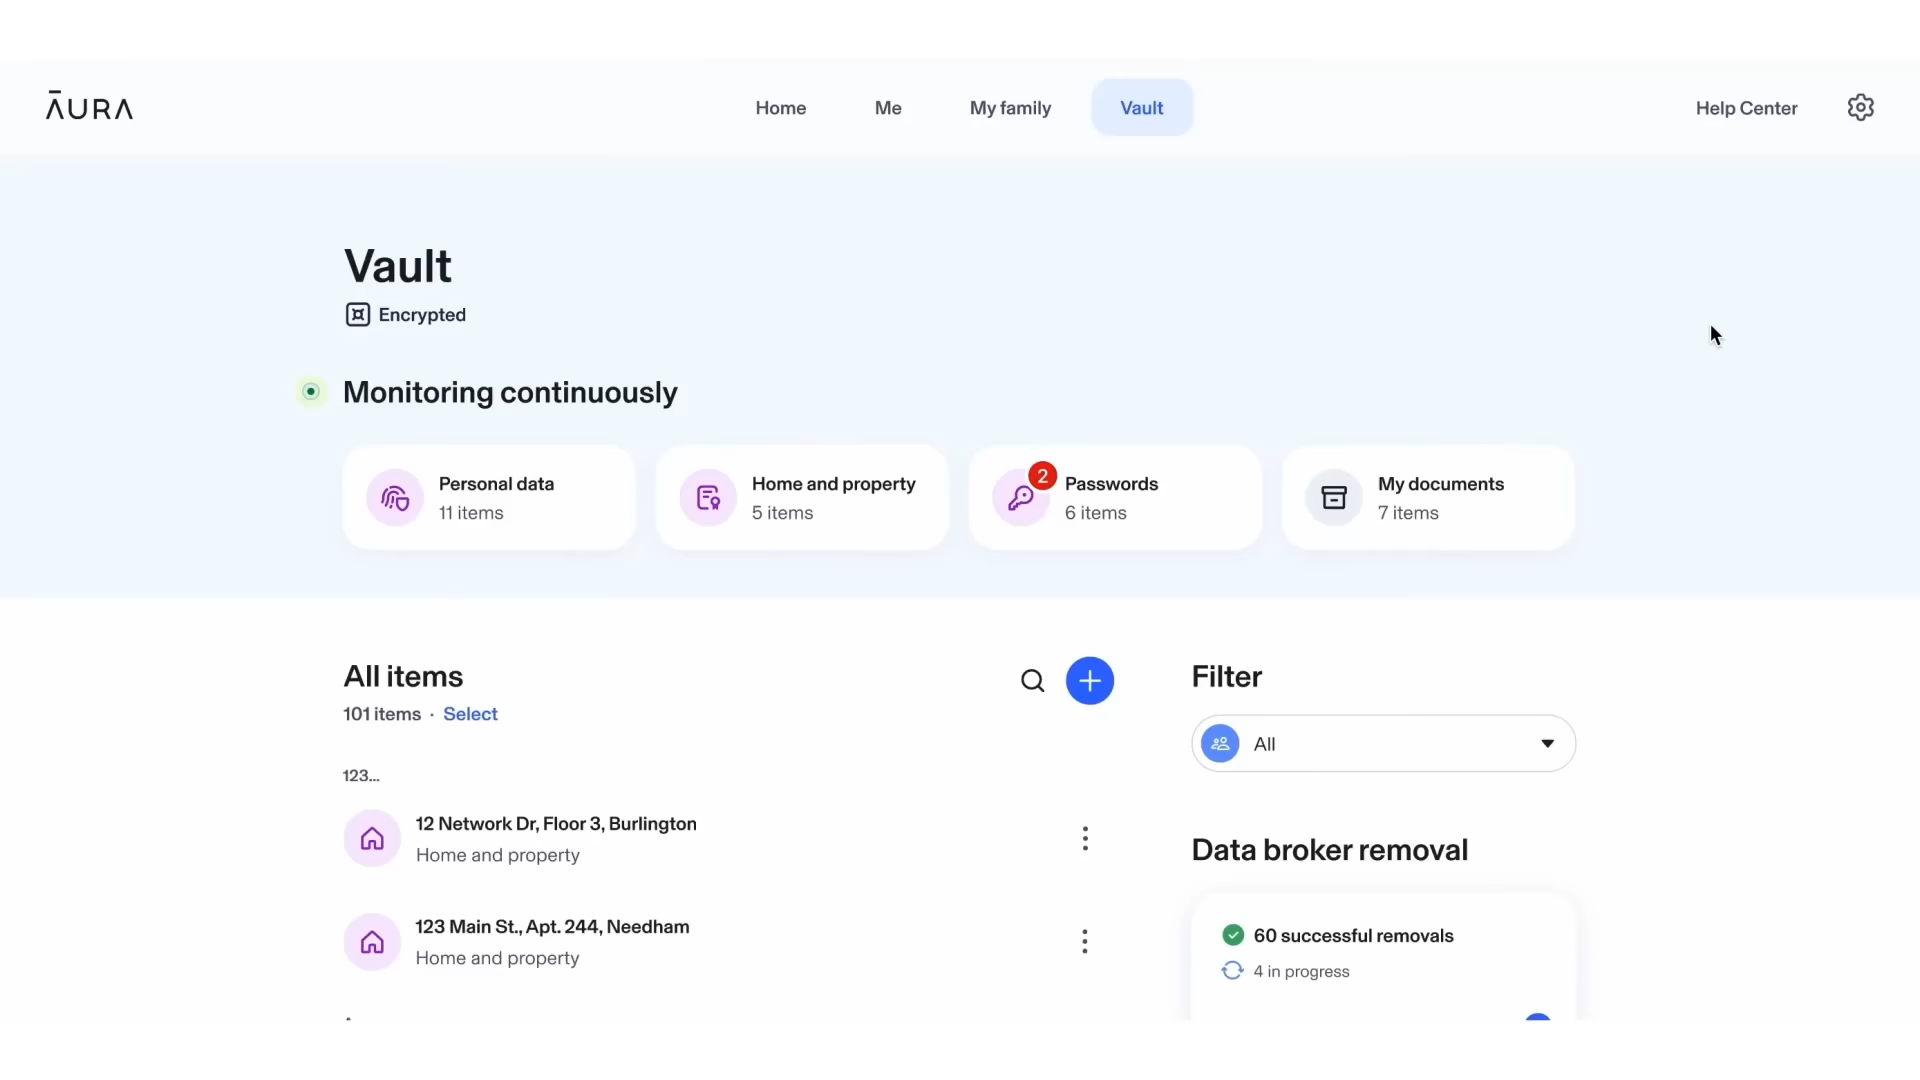 ĀURA
Home
Me
My family
Vault
Help Center
Vault
Encrypted
Monitoring continuously
Personal data
11 items
Home and property
5 items
2
Passwords
6 items
My documents
7 items
All items
101 items · Select
123...
12 Network Dr, Floor 3, Burlington
Home and property
123 Main St., Apt. 244, Needham
Home and property
Filter
All
Data broker removal
60 successful removals
4 in progress